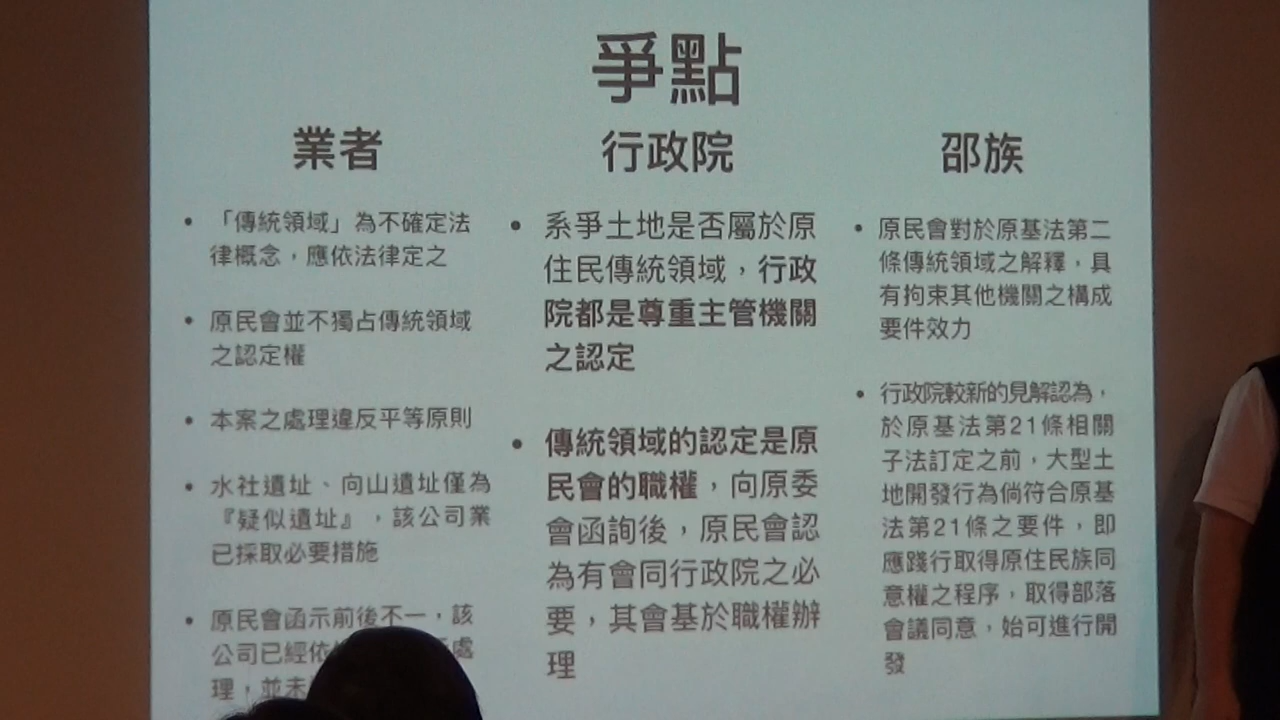 爭點
業者
• 「傳統領域」為不確定法
律概念，應依法律定之
• 原民會並不獨占傳統領域
之認定權
• 本案之處理違反平等原則
• 水社遺址、向山遺址僅為
『疑似遺址』，該公司業
已採取必要措施
• 原民會函示前後不一，該
公司已經依
處
理，並未
行政院
• 系爭土地是否屬於原
住民傳統領域，行政
院都是尊重主管機關
之認定
• 傳統領域的認定是原
民會的職權，向原委
會函詢後，原民會認
為有會同行政院之必
要，其會基於職權辦
理
邵族
• 原民會對於原基法第二
條傳統領域之解釋，具
有拘束其他機關之構成
要件效力
• 行政院較新的見解認為，
於原基法第21條相關
子法訂定之前，大型土
地開發行為倘符合原基
法第21條之要件，即
應踐行取得原住民族同
意權之程序，取得部落
會議同意，始可進行開
發